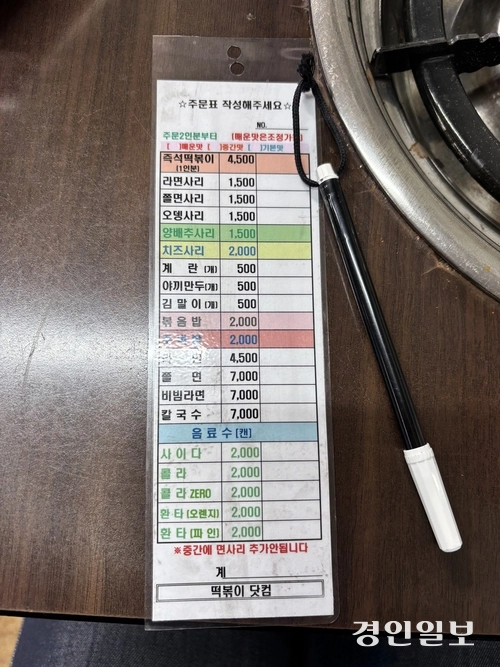 ☆주문표 작성해주세요☆
NO.
주문2인분부터 [매운맛은조정가능]
[ ]매운맛 [ ]중간맛 [ ]기본맛
즉석떡볶이 4,500
(1인분)
라면사리 1,500
쫄면사리 1,500
오뎅사리 1,500
양배추사리 1,500
치즈사리 2,000
계 란 (개) 500
야끼만두(개) 500
김 말 이 (개) 500
볶 음 밥 2,000
2,000
면 4,500
쫄 면 7,000
비빔라면 7,000
칼 국 수 7,000
음 료 수 [캔]
사 이 다 2,000
콜 라 2,000
콜 라 ZERO 2,000
환 타 [오렌지] 2,000
환 타 [파 인] 2,000
※중간에 면사리 추가안됩니다
계
떡볶이 닷컴
경인일보